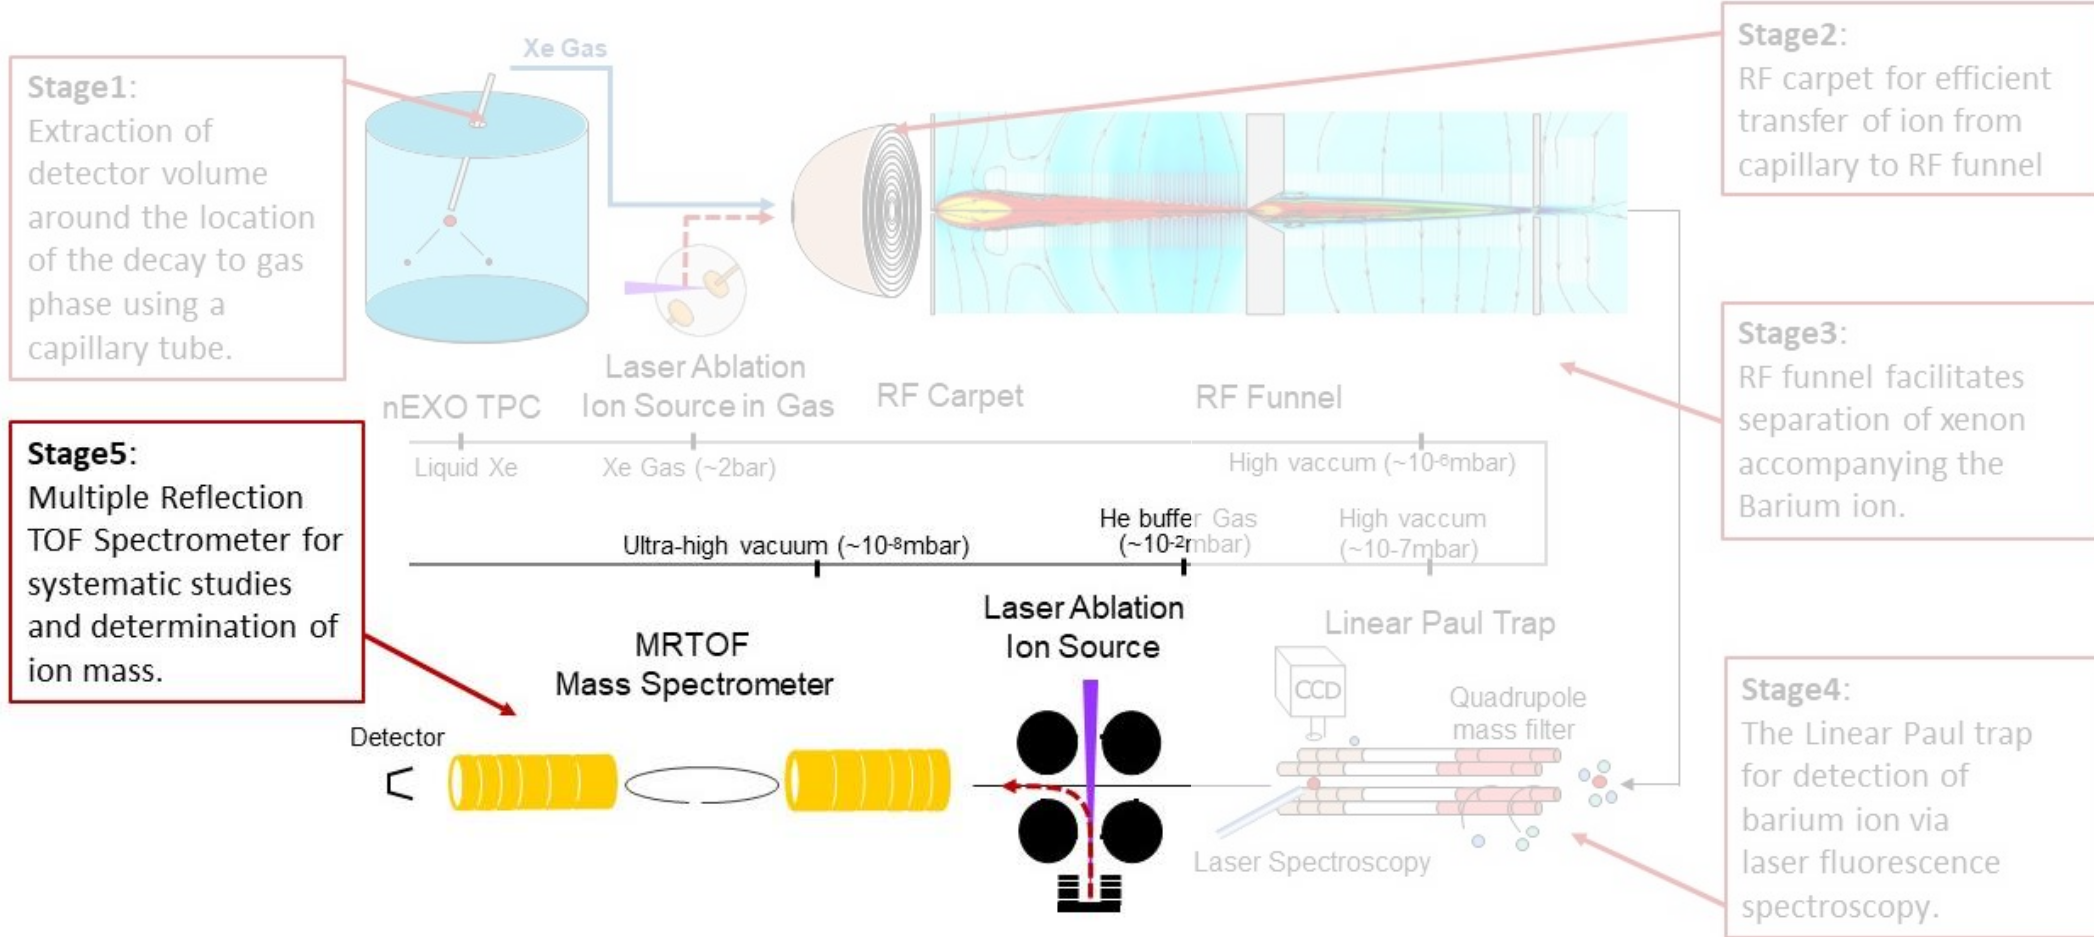 Xe Gas
Stage1:
Extraction of
detector volume
around the location
of the decay to gas
phase using a
capillary tube.
Stage2:
RF carpet for efficient
transfer of ion from
capillary to RF funnel
Laser Ablation
Ion Source in Gas
nEXO TPC
RF Carpet
RF Funnel
Stage3:
RF funnel facilitates
separation of xenon
accompanying the
Barium ion.
Liquid Xe
Xe Gas (~2bar)
High vaccum (~10-6mbar)
Stage5:
Multiple Reflection
TOF Spectrometer for
systematic studies
and determination of
ion mass.
Ultra-high vacuum (~10-8mbar)
He buffer Gas
(~10-2mbar)
High vaccum
(~10-7mbar)
MRTOF
Mass Spectrometer
Laser Ablation
Ion Source
Linear Paul Trap
CCD
Quadrupole
mass filter
Detector
Laser Spectroscopy
Stage4:
The Linear Paul trap
for detection of
barium ion via
laser fluorescence
spectroscopy.